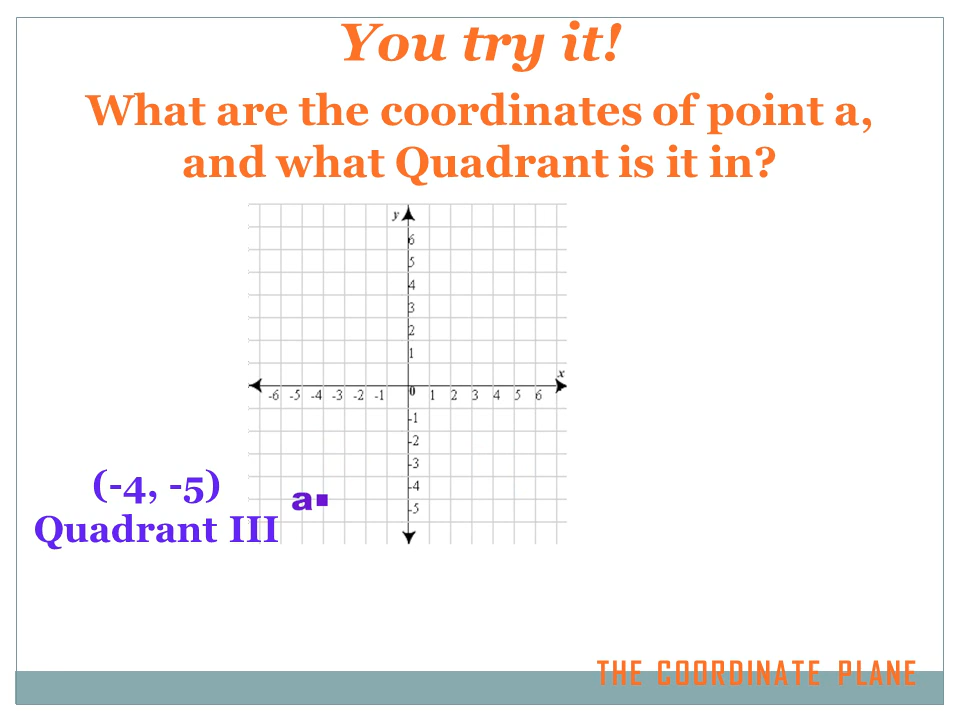 You try it!
What are the coordinates of point a,
and what Quadrant is it in?
y
6
5
4
3
2
1
x
-6 -5 -4 -3 -2 -1 0 1 2 3 4 5 6
-1
-2
-3
-4
-5
a
(-4, -5)
Quadrant III
THE COORDINATE PLANE